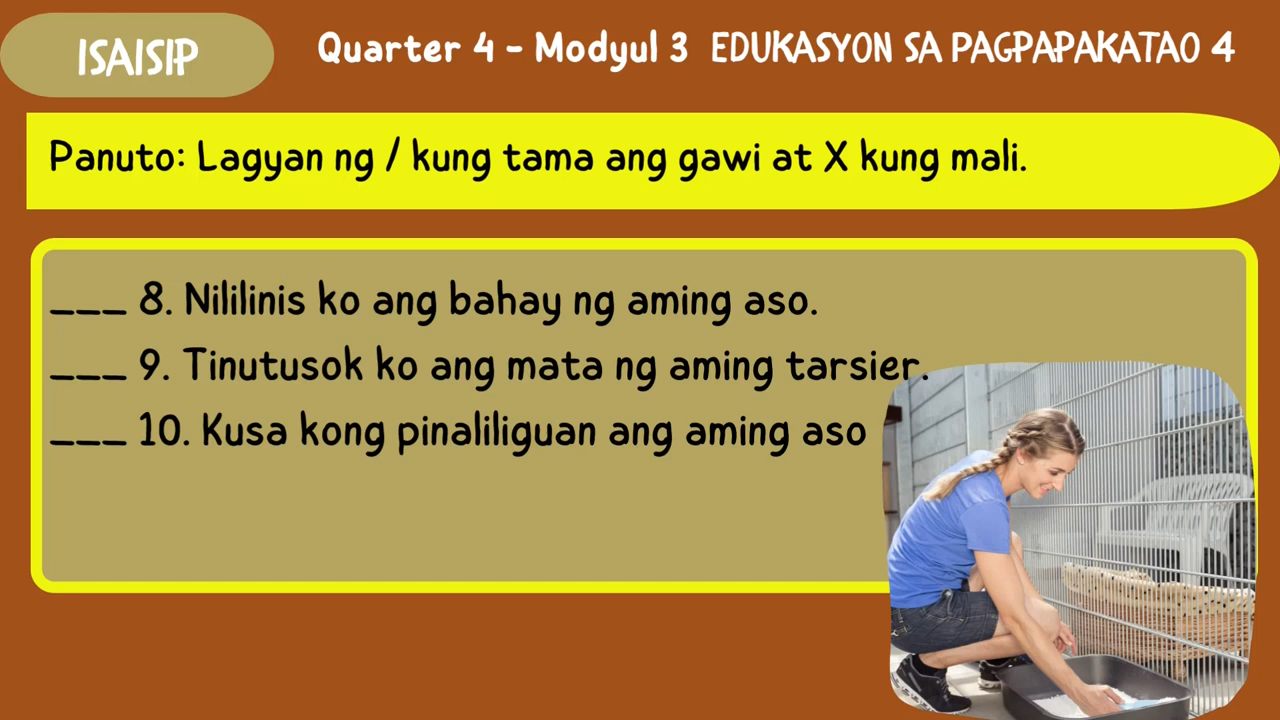 ISAISIP
Quarter 4 - Modyul 3 EDUKASYON SA PAGPAPAKATAO 4
Panuto: Lagyan ng / kung tama ang gawi at X kung mali.
___ 8. Nililinis ko ang bahay ng aming aso.
___ 9. Tinutusok ko ang mata ng aming tarsier.
___ 10. Kusa kong pinaliliguan ang aming aso